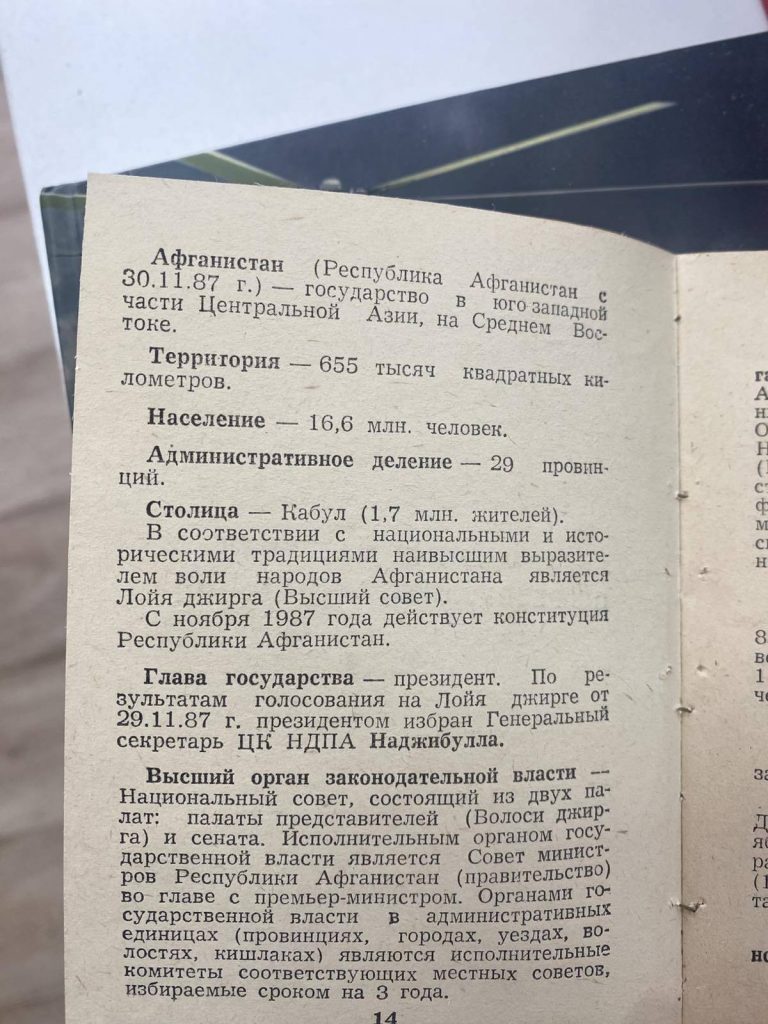 Афганистан (Республика Афганистан с
30.11.87 г.) — государство в юго-западной
части Центральной Азии, на Среднем Вос-
токе.
Территория — 655 тысяч квадратных ки-
лометров.
Население — 16,6 млн. человек.
Административное деление — 29 провин-
ций.
Столица — Кабул (1,7 млн. жителей).
В соответствии с национальными и исто-
рическими традициями наивысшим выразите-
лем воли народов Афганистана является
Лойя джирга (Высший совет).
С ноября 1987 года действует конституция
Республики Афганистан.
Глава государства — президент. По ре-
зультатам голосования на Лойя джирге от
29.11.87 г. президентом избран Генеральный
секретарь ЦК НДПА Наджибулла.
Высший орган законодательной власти —
Национальный совет, состоящий из двух па-
лат: палаты представителей (Волоси джир-
га) и сената. Исполнительным органом госу-
дарственной власти является Совет минист-
ров Республики Афганистан (правительство)
во главе с премьер-министром. Органами го-
сударственной власти в административных
единицах (провинциях, городах, уездах, во-
лостях, кишлаках) являются исполнительные
комитеты соответствующих местных советов,
избираемые сроком на 3 года.
14